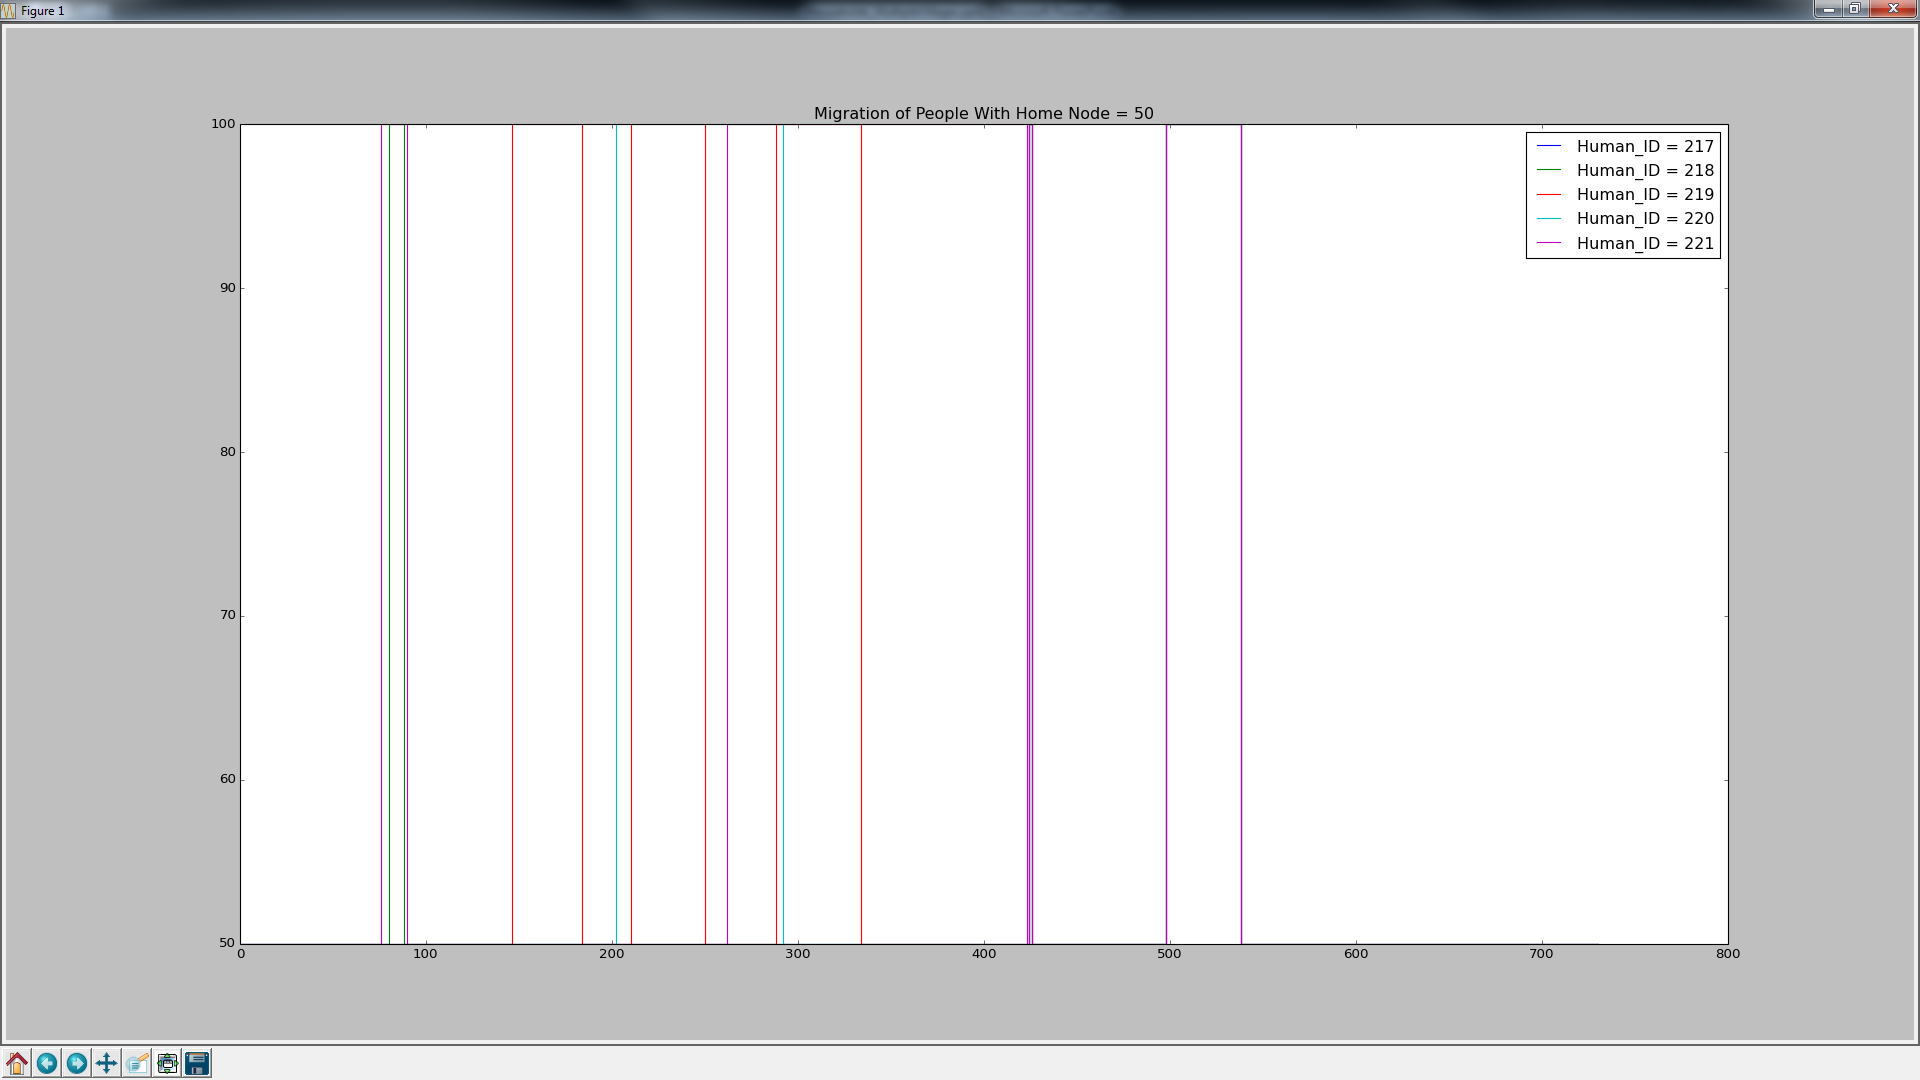 Figure 1
Migration of People With Home Node = 50
100
90
80
70
60
50
Human_ID = 217
Human_ID = 218
Human_ID = 219
Human_ID = 220
Human_ID = 221
0 100 200 300 400 500 600 700 800